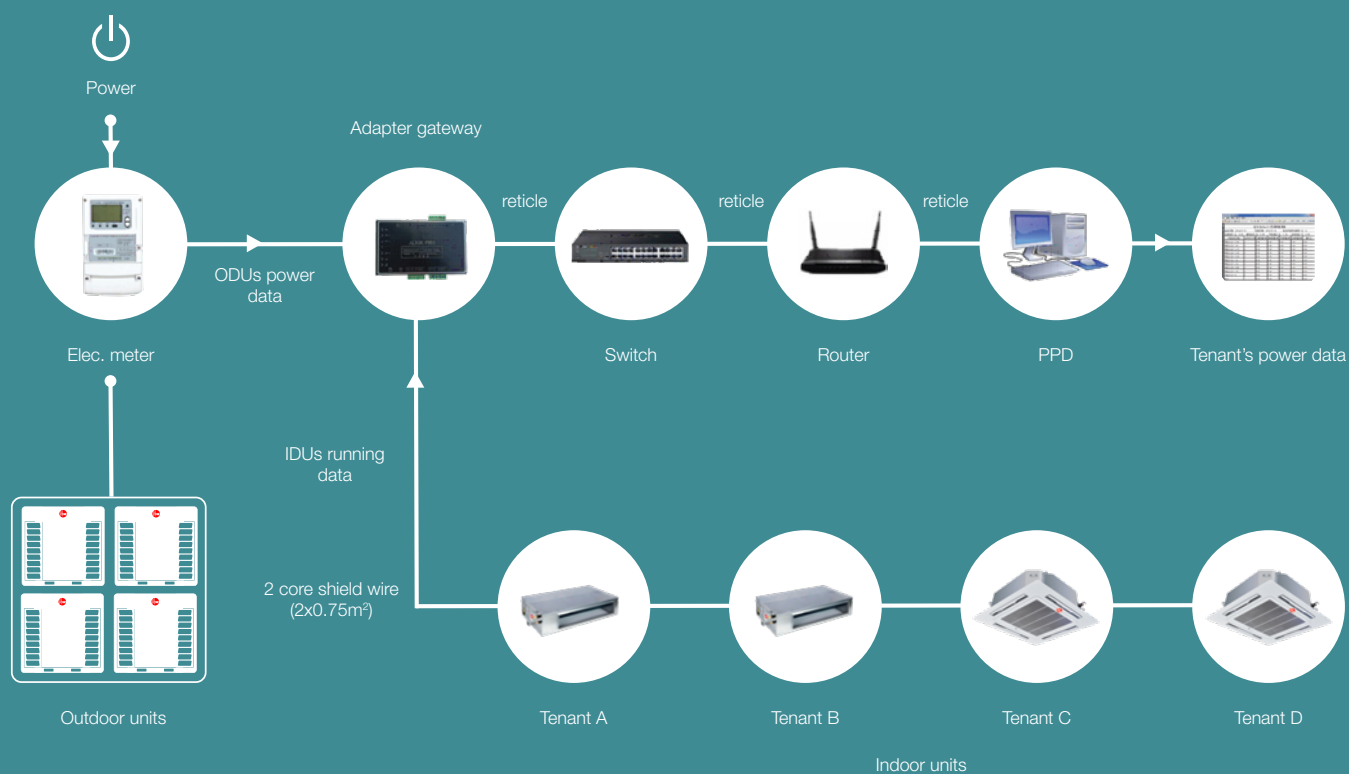 Power
Adapter gateway
reticle
reticle
reticle
ODUs power
data
Elec. meter
Switch
Router
PPD
Tenant's power data
IDUs running
data
2 core shield wire
(2x0.75m²)
Outdoor units
Tenant A
Tenant B
Tenant C
Tenant D
Indoor units